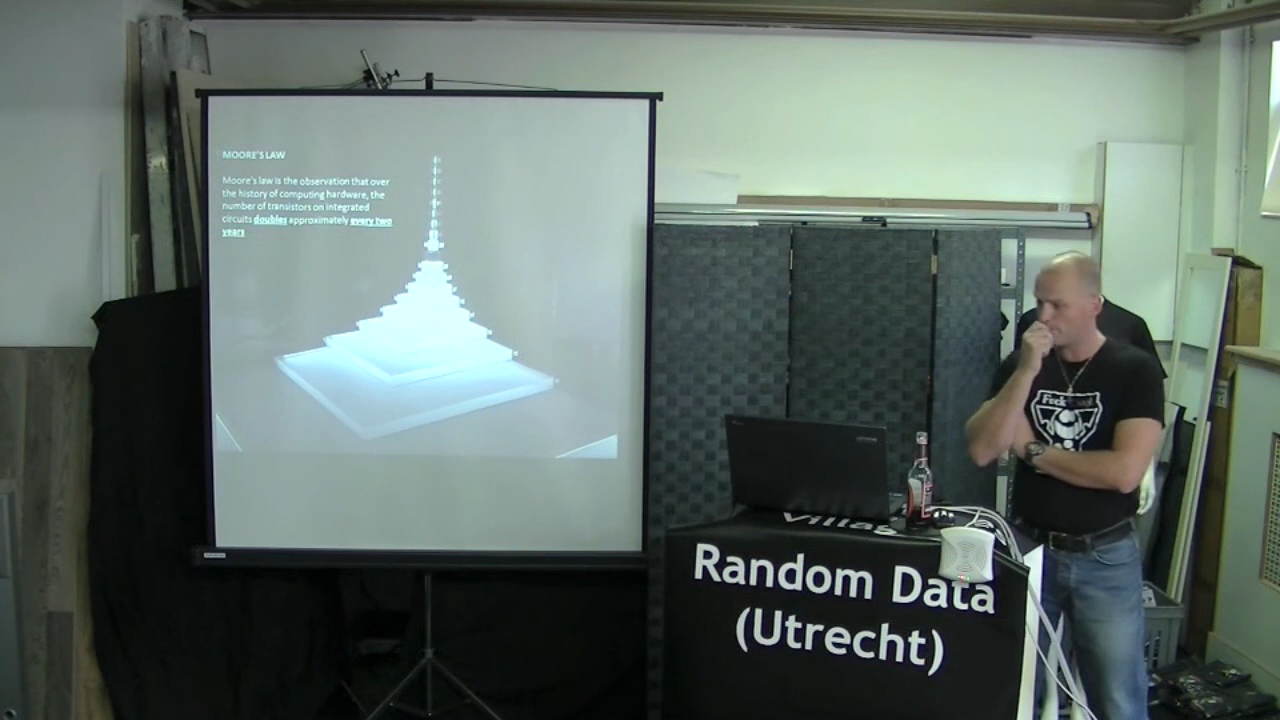 MOORE'S LAW
Moore's law is the observation that over
the history of computing hardware, the
number of transistors on integrated
circuits doubles approximately every two
years
Random Data
(Utrecht)